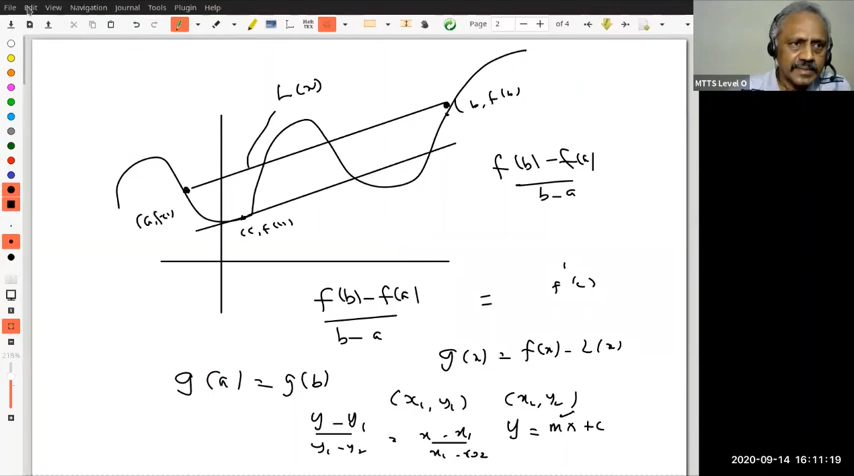 File Edit View Navigation Journal Tools Plugin Help
Page 2 of 4
L(x)
(b, f(b)
f(b) - f(a)
b - a
(a, f(a)
(c, f(c))
MTTS Level O
f(b) - f(a) = f'(c)
b - a
g(x) = f(x) - L(x)
g(a) = g(b)
(x₁, y₁) (x₂, y₂)
y - y₁ = x - x₁ y = mx + c
y₁ - y₂ x₁ - x₂
218%
2020-09-14 16:11:19